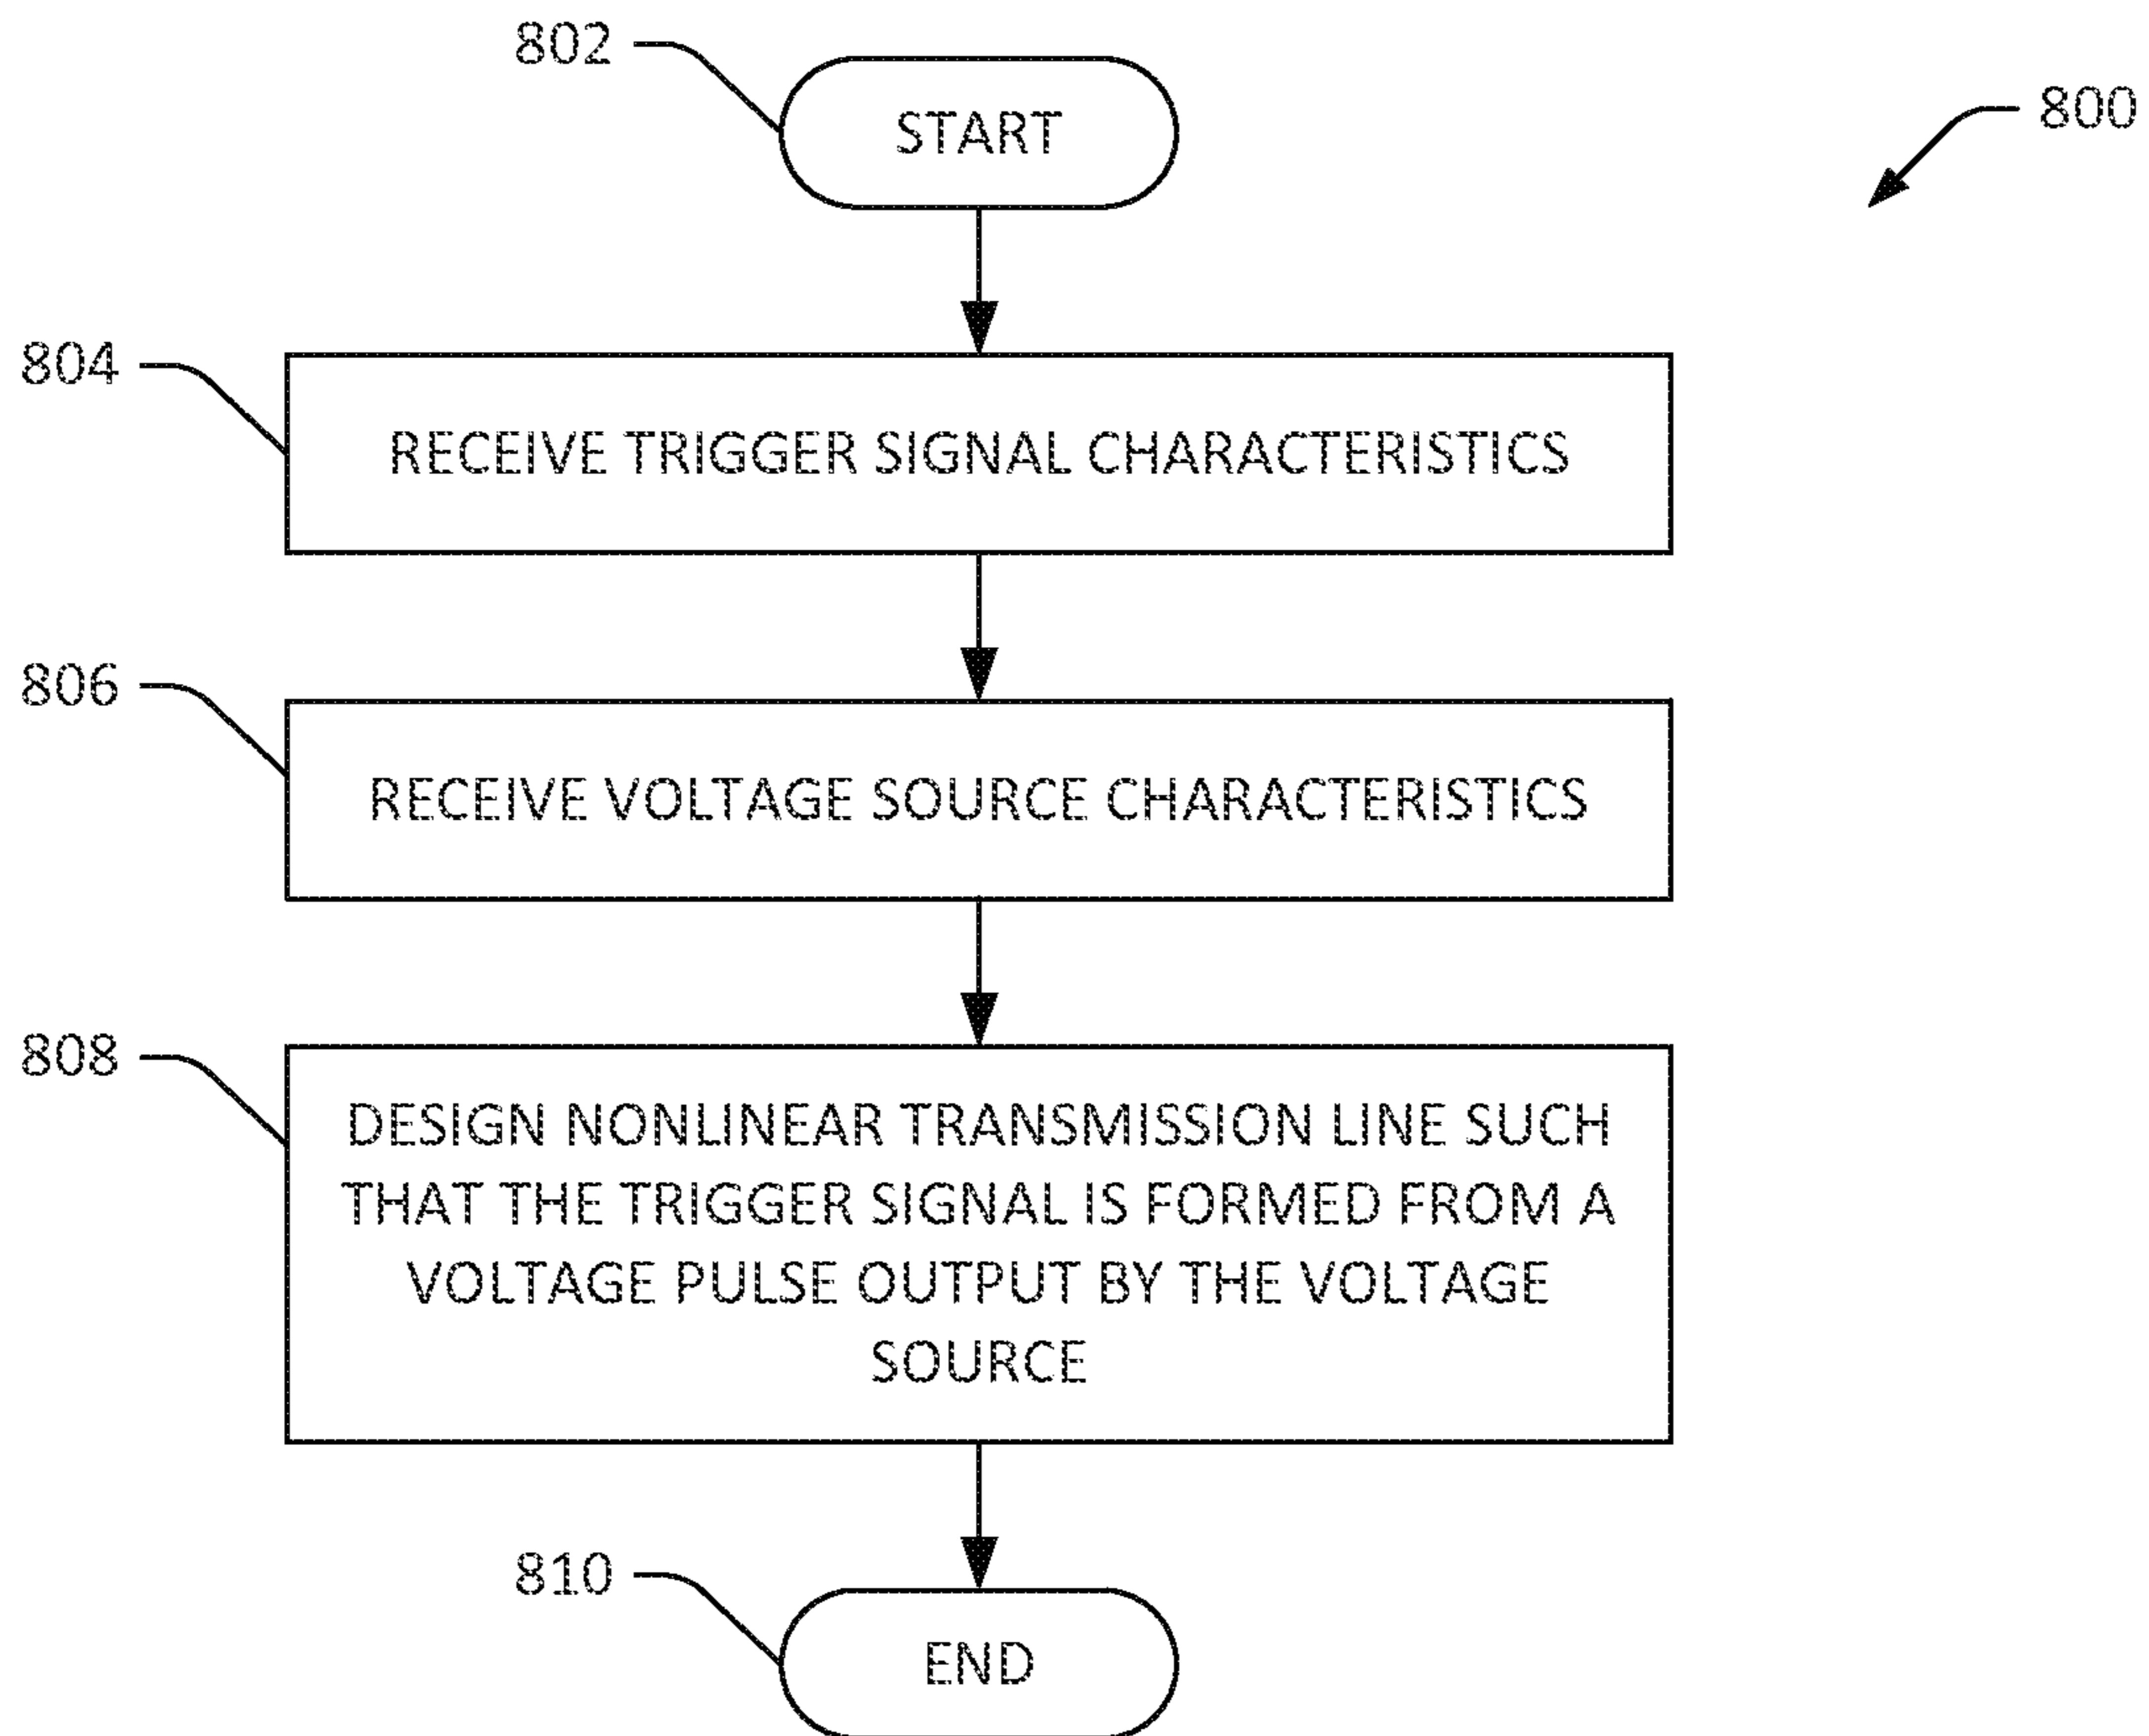 802
START
800
804
RECEIVE TRIGGER SIGNAL CHARACTERISTICS
806
RECEIVE VOLTAGE SOURCE CHARACTERISTICS
808
DESIGN NONLINEAR TRANSMISSION LINE SUCH
THAT THE TRIGGER SIGNAL IS FORMED FROM A
VOLTAGE PULSE OUTPUT BY THE VOLTAGE
SOURCE
810
END